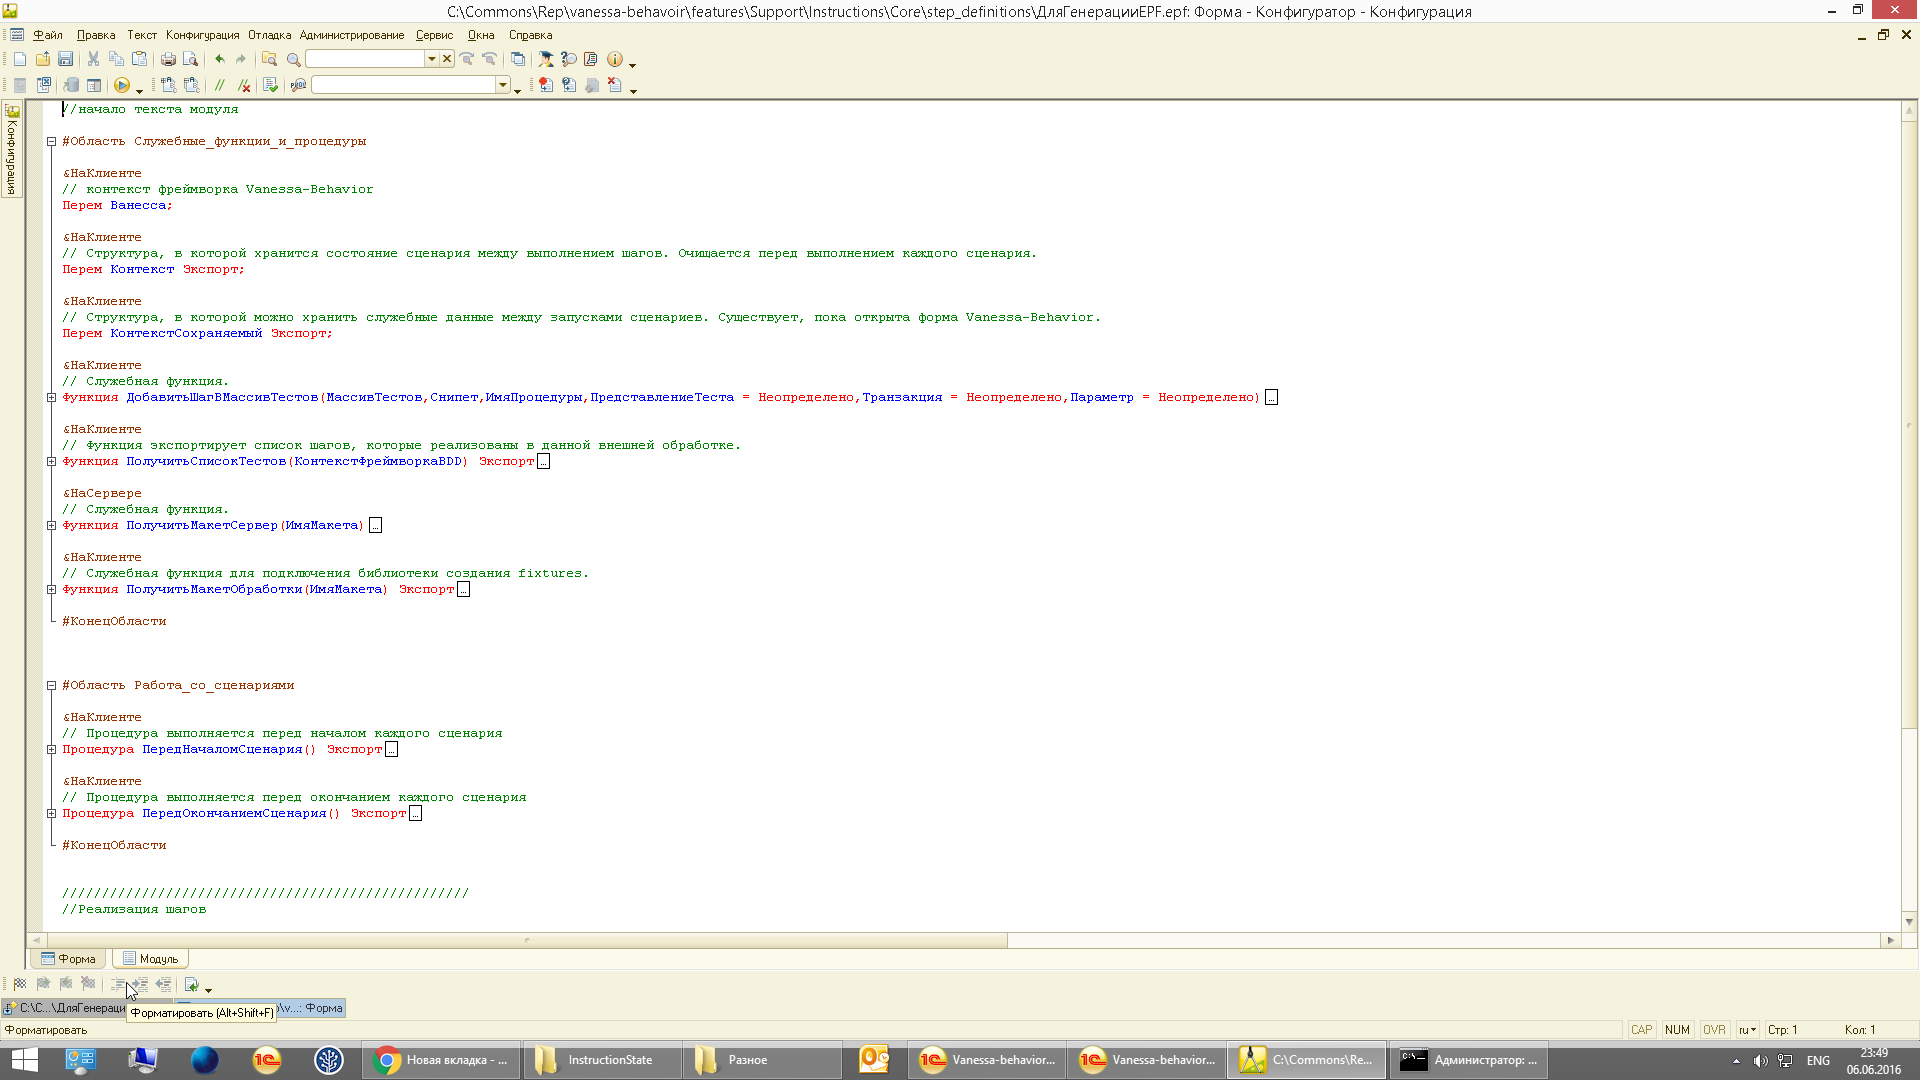 C:\Commons\Rep\vanessa-behavoir\features\Support\Instructions\Core\step_definitions\ДляГенерацииEPF.epf: Форма - Конфигуратор - Конфигурация
Файл Правка Текст Конфигурация Отладка Администрирование Сервис Окна Справка
Конфигурация
//начало текста модуля
#Область Служебные_функции_и_процедуры
&НаКлиенте
// контекст фреймворка Vanessa-Behavior
Перем Ванесса;
&НаКлиенте
// Структура, в которой хранится состояние сценария между выполнением шагов. Очищается перед выполнением каждого сценария.
Перем Контекст Экспорт;
&НаКлиенте
// Структура, в которой можно хранить служебные данные между запусками сценариев. Существует, пока открыта форма Vanessa-Behavior.
Перем КонтекстСохраняемый Экспорт;
&НаКлиенте
// Служебная функция.
Функция ДобавитьШагВМассивТестов(МассивТестов,Снипет,ИмяПроцедуры,ПредставлениеТеста = Неопределено,Транзакция = Неопределено,Параметр = Неопределено) ...
&НаКлиенте
// Функция экспортирует список шагов, которые реализованы в данной внешней обработке.
Функция ПолучитьСписокТестов(КонтекстФреймворкаBDD) Экспорт ...
&НаСервере
// Служебная функция.
Функция ПолучитьМакетСервер(ИмяМакета) ...
&НаКлиенте
// Служебная функция для подключения библиотеки создания fixtures.
Функция ПолучитьМакетОбработки(ИмяМакета) Экспорт ...
#КонецОбласти
#Область Работа_со_сценариями
&НаКлиенте
// Процедура выполняется перед началом каждого сценария
Процедура ПередНачаломСценария() Экспорт ...
&НаКлиенте
// Процедура выполняется перед окончанием каждого сценария
Процедура ПередОкончаниемСценария() Экспорт ...
#КонецОбласти
///////////////////////////////////////////////////
//Реализация шагов
Форма Модуль
C:\C...\ДляГенераци \v...: Форма
Форматировать (Alt+Shift+F)
Форматировать CAP NUM OVR ru Стр: 1 Кол: 1
Новая вкладка - ... InstructionState Разное Vanessa-behavior... Vanessa-behavior... C:\Commons\Re... Администратор: ... ENG 23:49
06.06.2016